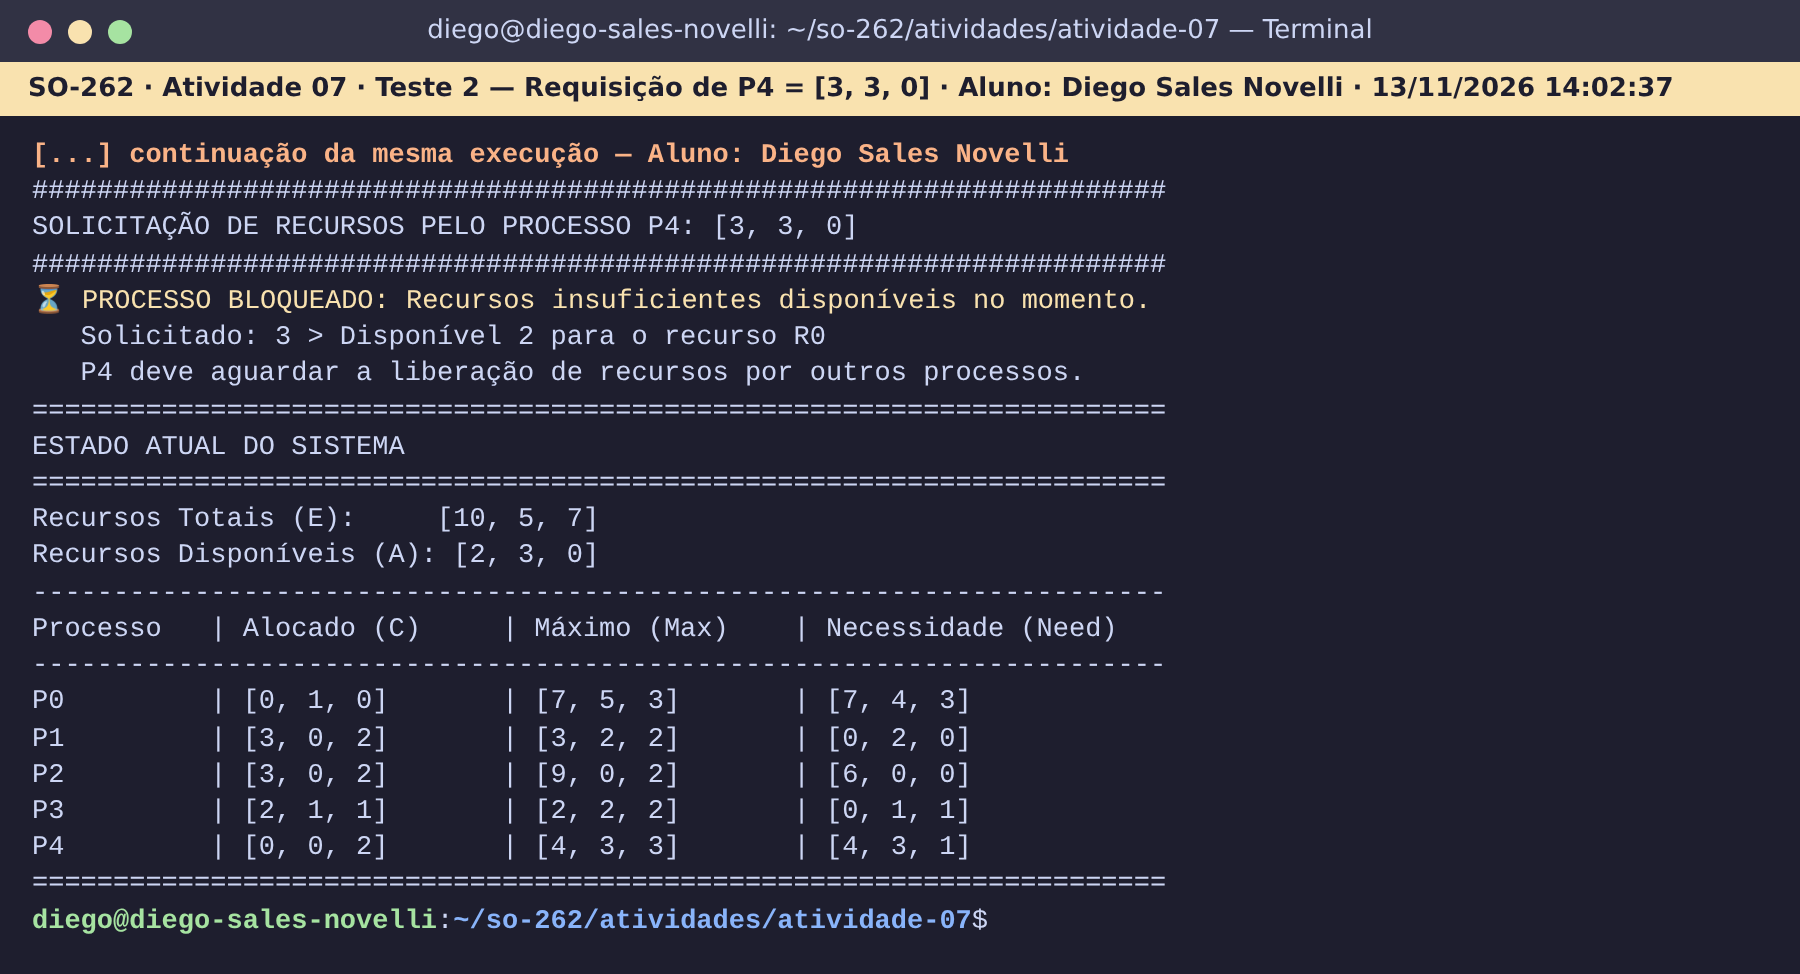 diego@diego-sales-novelli: ~/so-262/atividades/atividade-07 — Terminal
SO-262 · Atividade 07 · Teste 2 — Requisição de P4 = [3, 3, 0] · Aluno: Diego Sales Novelli · 13/11/2026 14:02:37
[...] continuação da mesma execução — Aluno: Diego Sales Novelli
######################################################################
SOLICITAÇÃO DE RECURSOS PELO PROCESSO P4: [3, 3, 0]
######################################################################
⏳ PROCESSO BLOQUEADO: Recursos insuficientes disponíveis no momento.
   Solicitado: 3 > Disponível 2 para o recurso R0
   P4 deve aguardar a liberação de recursos por outros processos.
======================================================================
ESTADO ATUAL DO SISTEMA
======================================================================
Recursos Totais (E):     [10, 5, 7]
Recursos Disponíveis (A): [2, 3, 0]
----------------------------------------------------------------------
Processo   | Alocado (C)     | Máximo (Max)    | Necessidade (Need)
----------------------------------------------------------------------
P0         | [0, 1, 0]       | [7, 5, 3]       | [7, 4, 3]
P1         | [3, 0, 2]       | [3, 2, 2]       | [0, 2, 0]
P2         | [3, 0, 2]       | [9, 0, 2]       | [6, 0, 0]
P3         | [2, 1, 1]       | [2, 2, 2]       | [0, 1, 1]
P4         | [0, 0, 2]       | [4, 3, 3]       | [4, 3, 1]
======================================================================
diego@diego-sales-novelli:~/so-262/atividades/atividade-07$